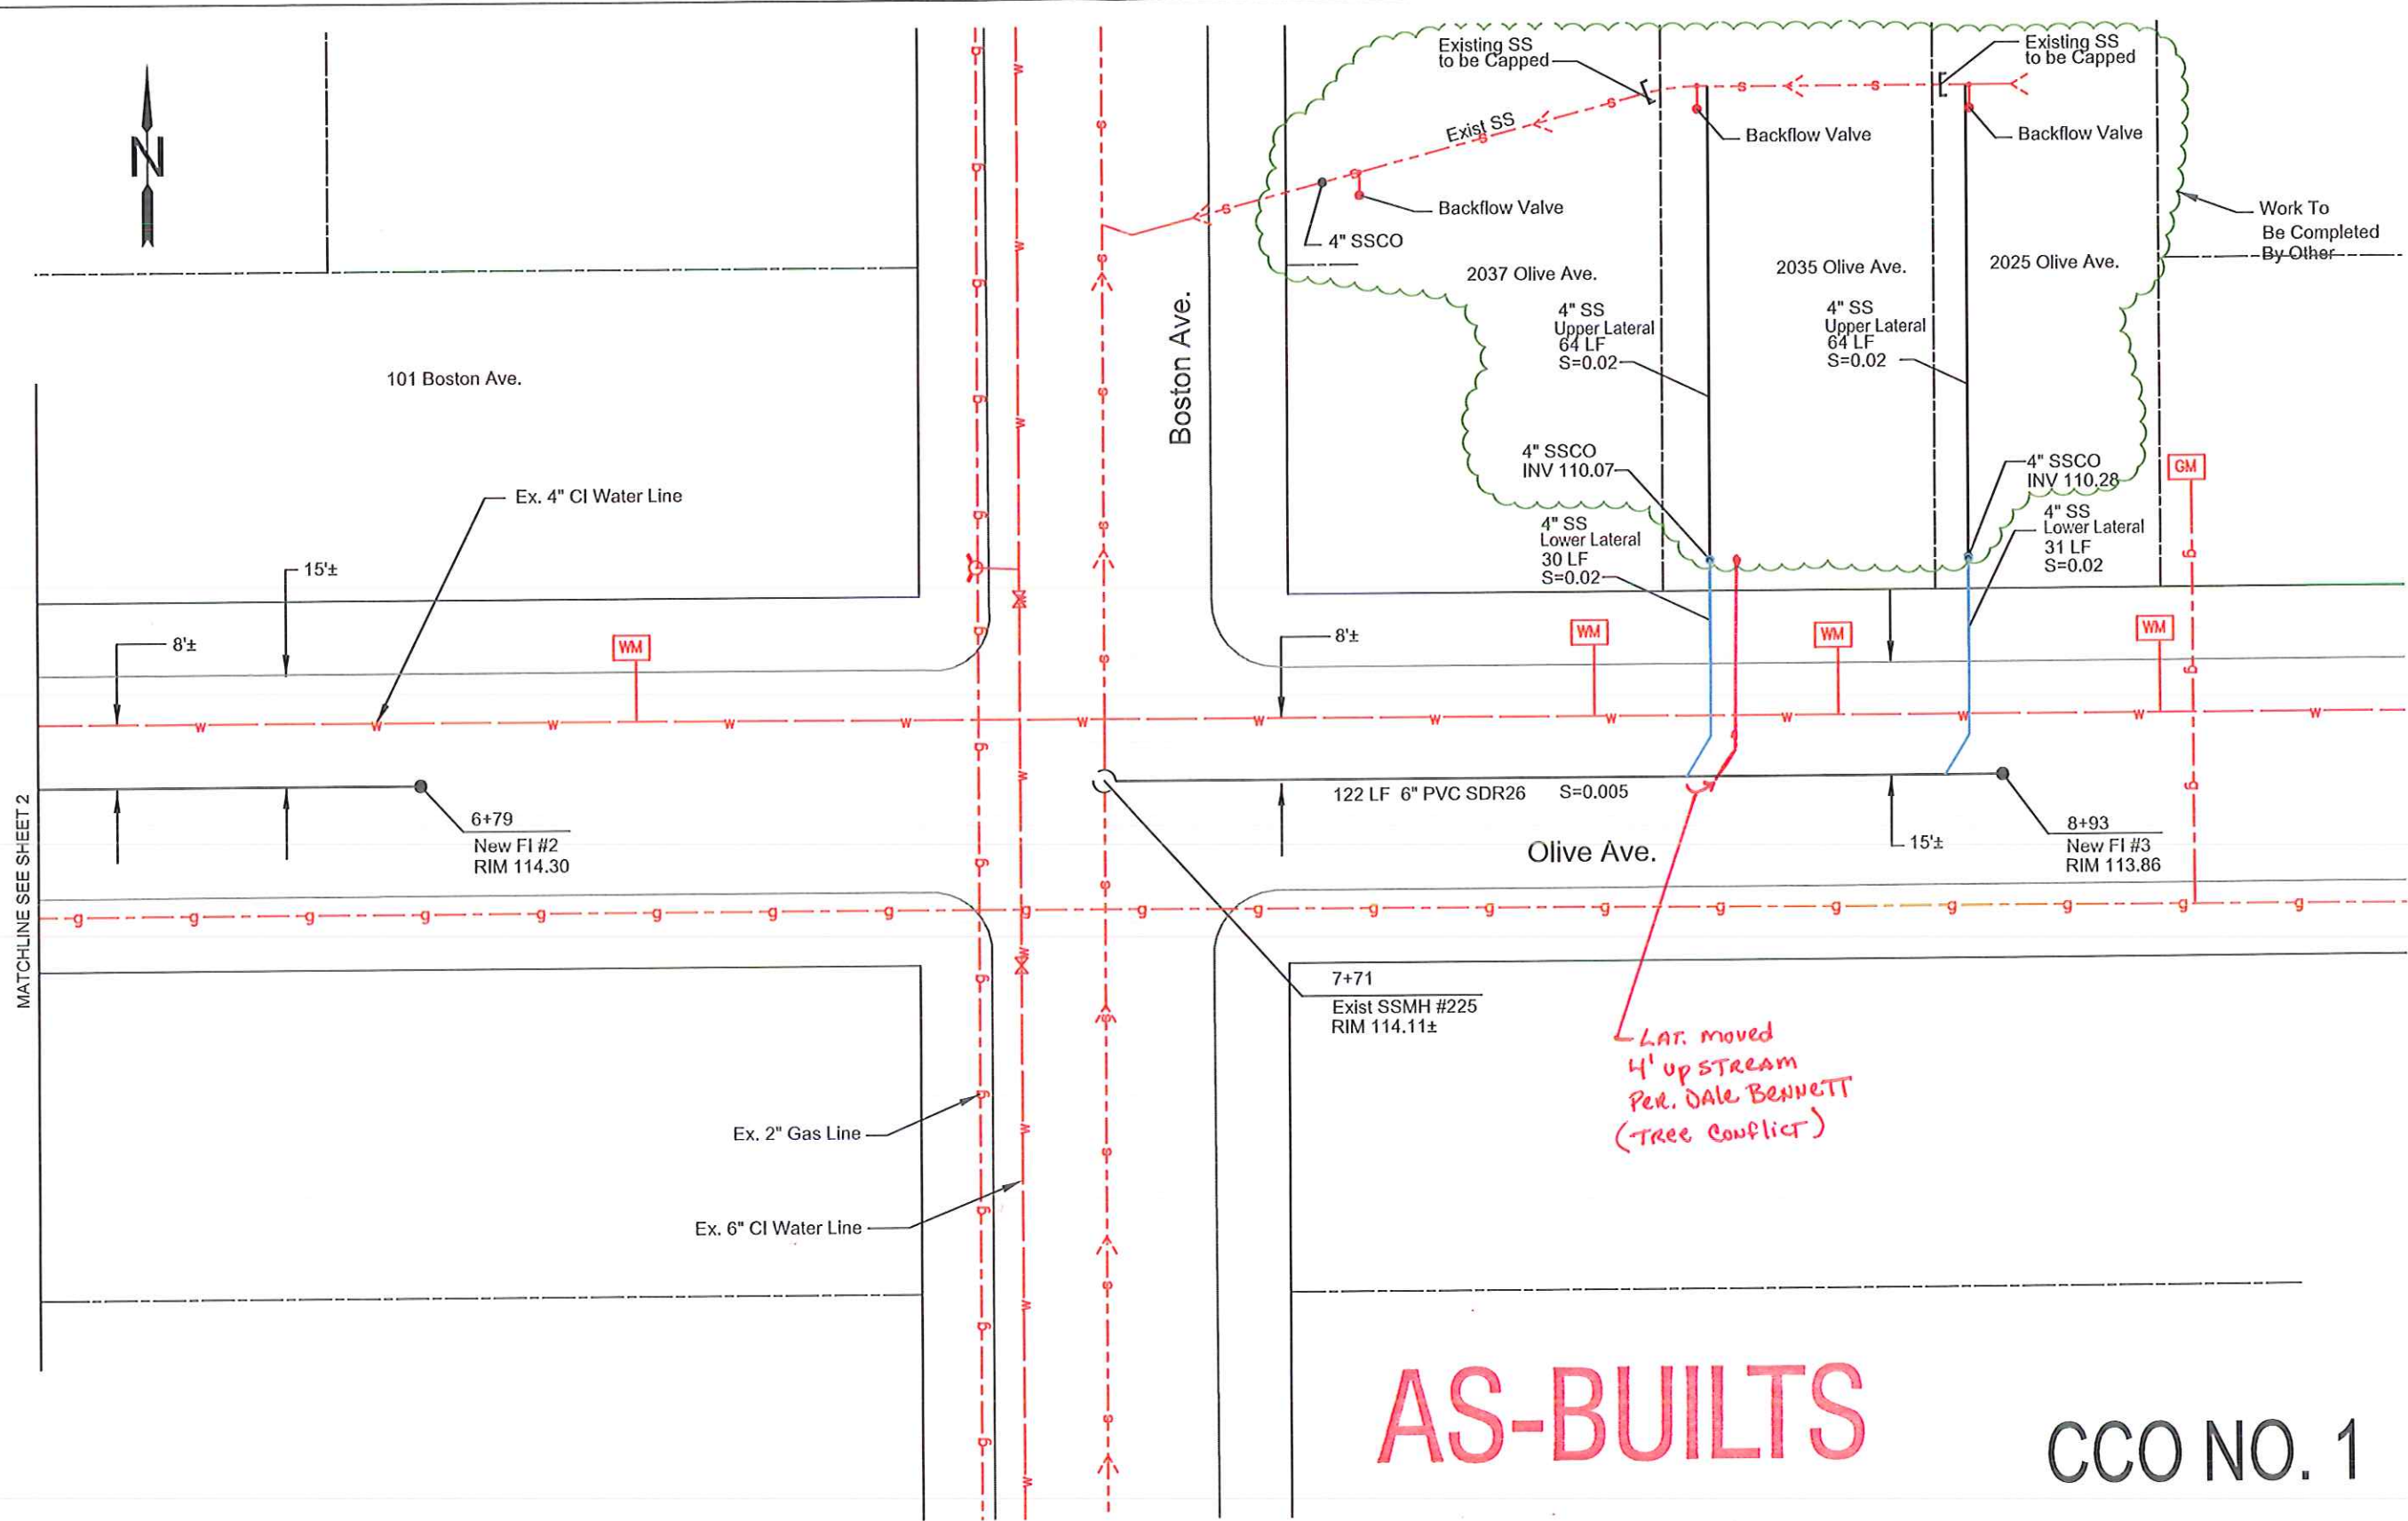 Existing SS
to be Capped
Existing SS
to be Capped
Exist SS
Backflow Valve
Backflow Valve
Backflow Valve
4" SSCO
Work To
Be Completed
By Other
N
2037 Olive Ave.
2035 Olive Ave.
2025 Olive Ave.
4" SS
Upper Lateral
64 LF
S=0.02
4" SS
Upper Lateral
64 LF
S=0.02
101 Boston Ave.
Boston Ave.
4" SSCO
INV 110.07
4" SSCO
INV 110.28
GM
Ex. 4" CI Water Line
4" SS
Lower Lateral
30 LF
S=0.02
4" SS
Lower Lateral
31 LF
S=0.02
15'±
8'±
WM
8'±
WM
WM
WM
122 LF 6" PVC SDR26 S=0.005
MATCHLINE SEE SHEET 2
6+79
New FI #2
RIM 114.30
Olive Ave.
15'±
8+93
New FI #3
RIM 113.86
7+71
Exist SSMH #225
RIM 114.11±
LAT. moved
4' up STREAM
Per. DALe BENNETT
(TREE CONFLICT)
Ex. 2" Gas Line
Ex. 6" CI Water Line
AS-BUILTS
CCO NO. 1